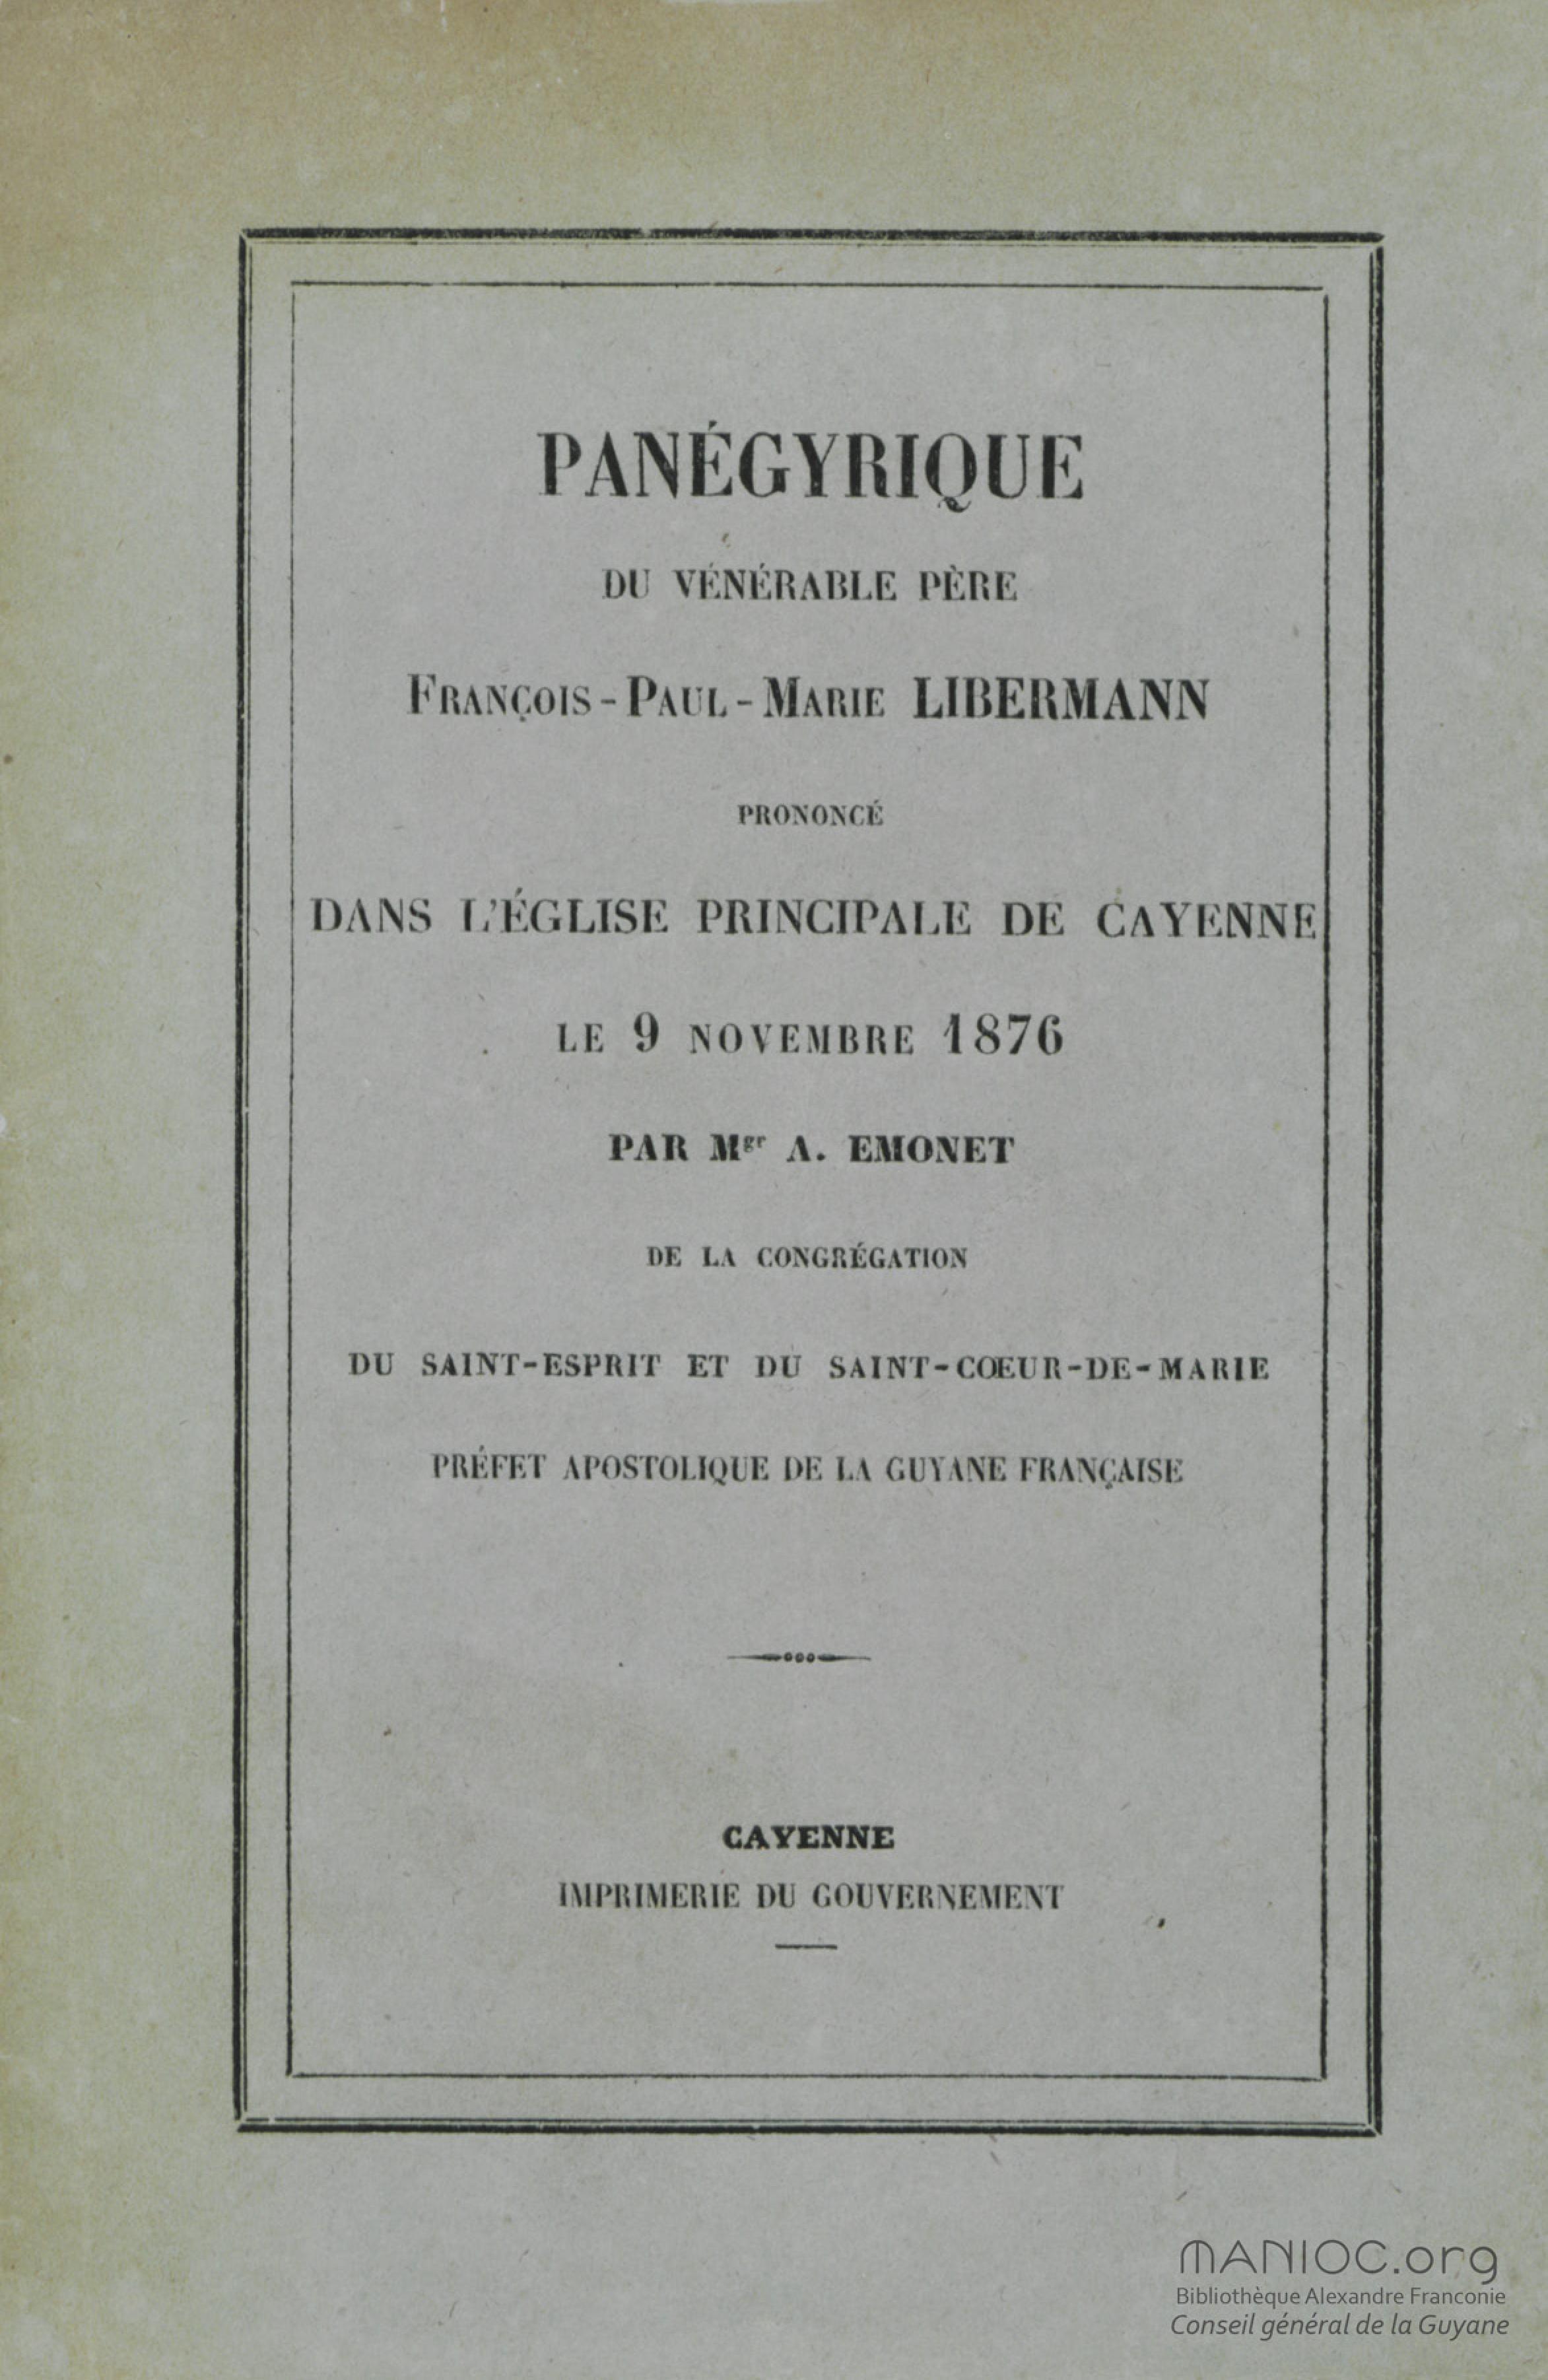 PANÉGYRIQUE
DU VÉNÉRABLE PÈRE
FRANÇOIS-PAUL-MARIE LIBERMANN
PRONONCÉ
DANS L'ÉGLISE PRINCIPALE DE CAYENNE
LE 9 NOVEMBRE 1876
PAR Mgr A. EMONET
DE LA CONGRÉGATION
DU SAINT-ESPRIT ET DU SAINT-CŒUR-DE-MARIE
PRÉFET APOSTOLIQUE DE LA GUYANE FRANÇAISE
CAYENNE
IMPRIMERIE DU GOUVERNEMENT
MANIOC.org
Bibliothèque Alexandre Franconie
Conseil général de la Guyane